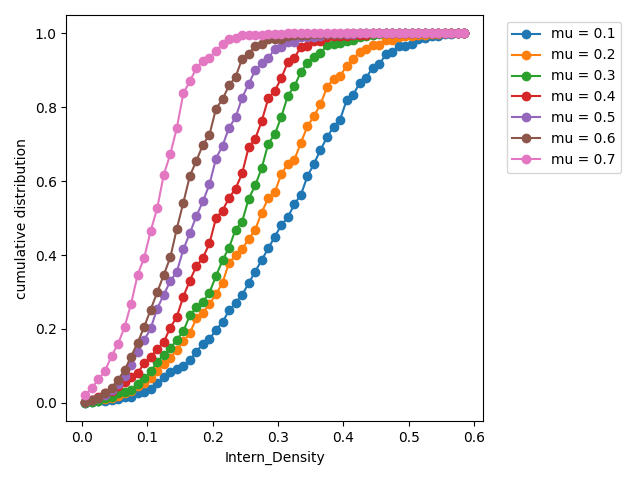 1.0
0.8
0.6
0.4
0.2
0.0
cumulative distribution
0.0 0.1 0.2 0.3 0.4 0.5 0.6
Intern_Density
mu = 0.1
mu = 0.2
mu = 0.3
mu = 0.4
mu = 0.5
mu = 0.6
mu = 0.7